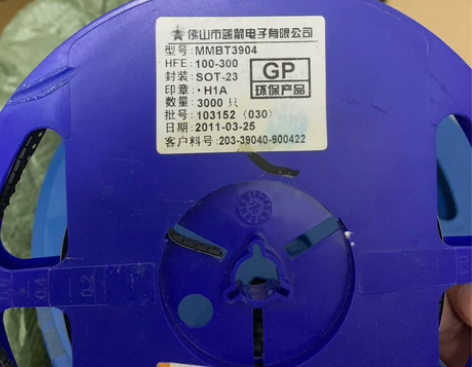 佛山市蓝箭电子有限公司
型号: MMBT3904
HFE: 100-300
封装: SOT-23
印章: ·H1A
数量: 3000 只
批号: 103152 (030)
日期: 2011-03-25
客户料号: 203-39040-900422
GP
环保产品